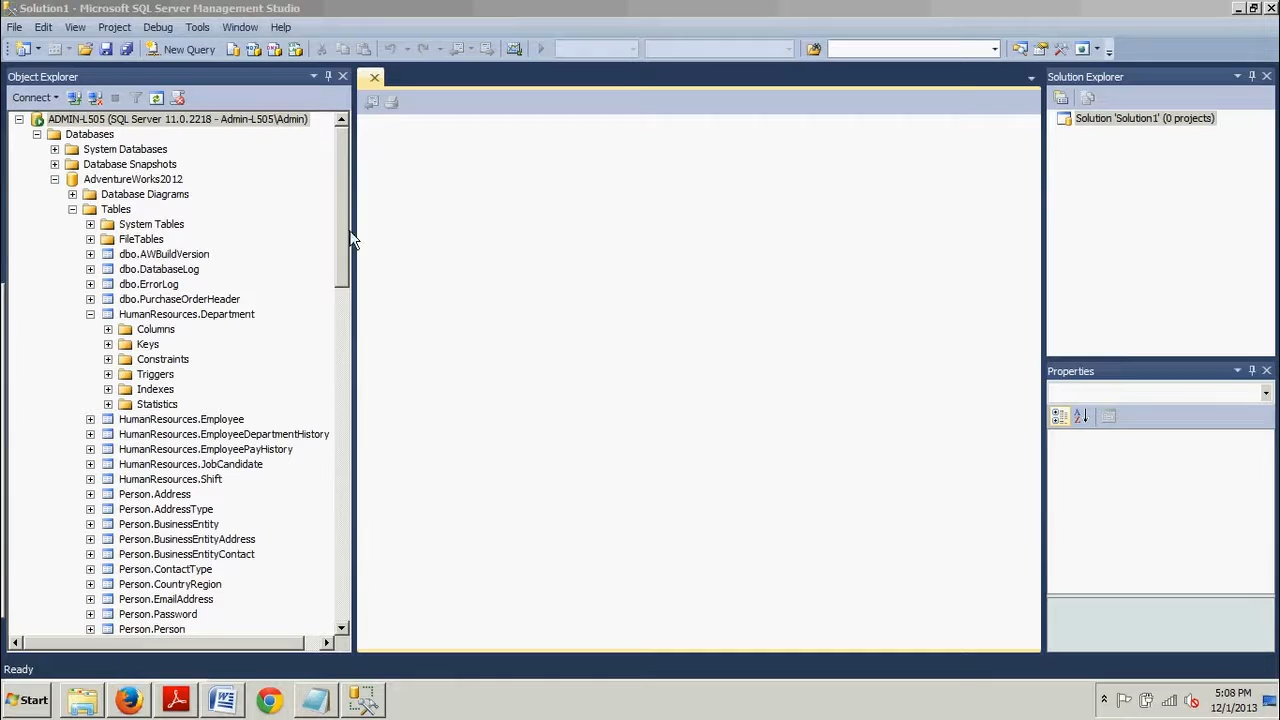 Solution1 - Microsoft SQL Server Management Studio
File Edit View Project Debug Tools Window Help
New Query
Object Explorer
Connect
ADMIN-L505 (SQL Server 11.0.2218 - Admin-L505\Admin)
Databases
System Databases
Database Snapshots
AdventureWorks2012
Database Diagrams
Tables
System Tables
FileTables
dbo.AWBuildVersion
dbo.DatabaseLog
dbo.ErrorLog
dbo.PurchaseOrderHeader
HumanResources.Department
Columns
Keys
Constraints
Triggers
Indexes
Statistics
HumanResources.Employee
HumanResources.EmployeeDepartmentHistory
HumanResources.EmployeePayHistory
HumanResources.JobCandidate
HumanResources.Shift
Person.Address
Person.AddressType
Person.BusinessEntity
Person.BusinessEntityAddress
Person.BusinessEntityContact
Person.ContactType
Person.CountryRegion
Person.EmailAddress
Person.Password
Person.Person
Solution Explorer
Solution 'Solution1' (0 projects)
Properties
Ready
Start
5:08 PM
12/1/2013